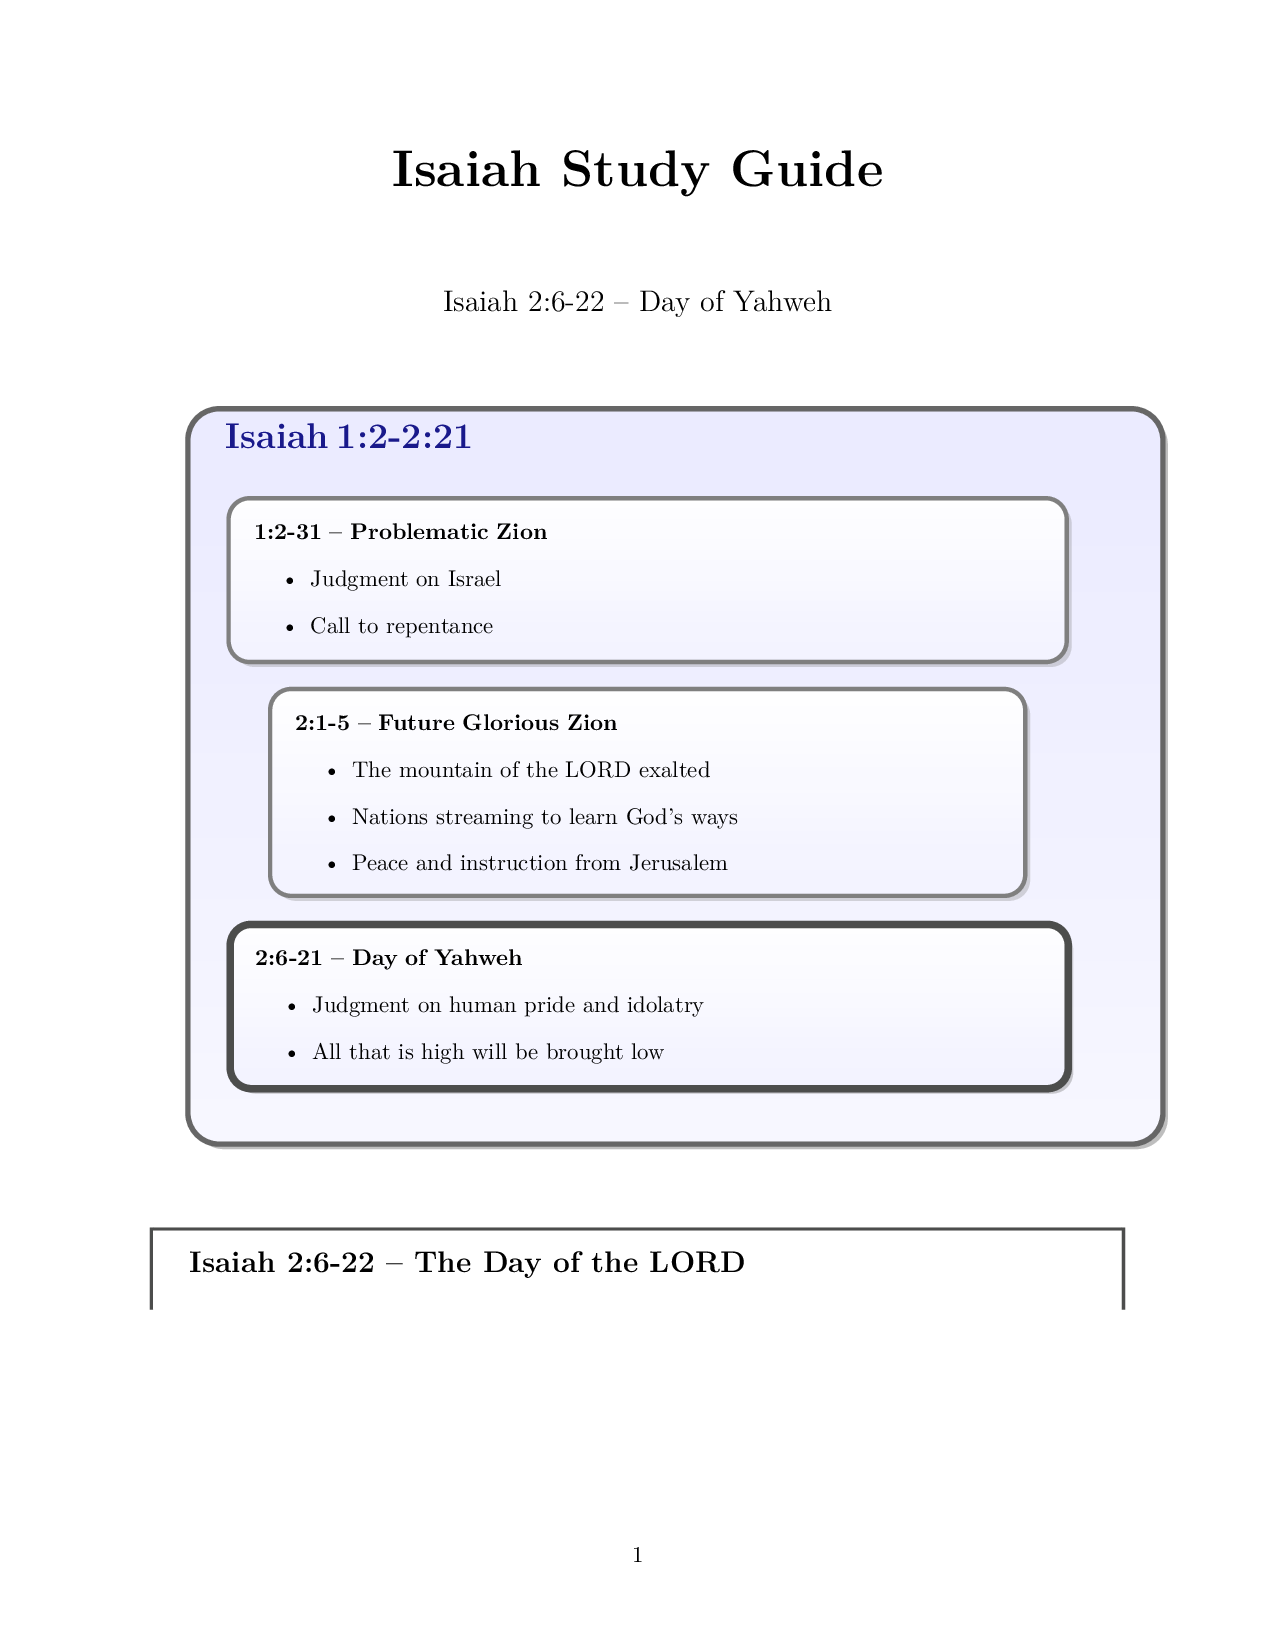 Isaiah Study Guide
Isaiah 2:6-22 – Day of Yahweh
Isaiah 1:2-2:21
1:2-31 – Problematic Zion
• Judgment on Israel
• Call to repentance
2:1-5 – Future Glorious Zion
• The mountain of the LORD exalted
• Nations streaming to learn God's ways
• Peace and instruction from Jerusalem
2:6-21 – Day of Yahweh
• Judgment on human pride and idolatry
• All that is high will be brought low
Isaiah 2:6-22 – The Day of the LORD
1